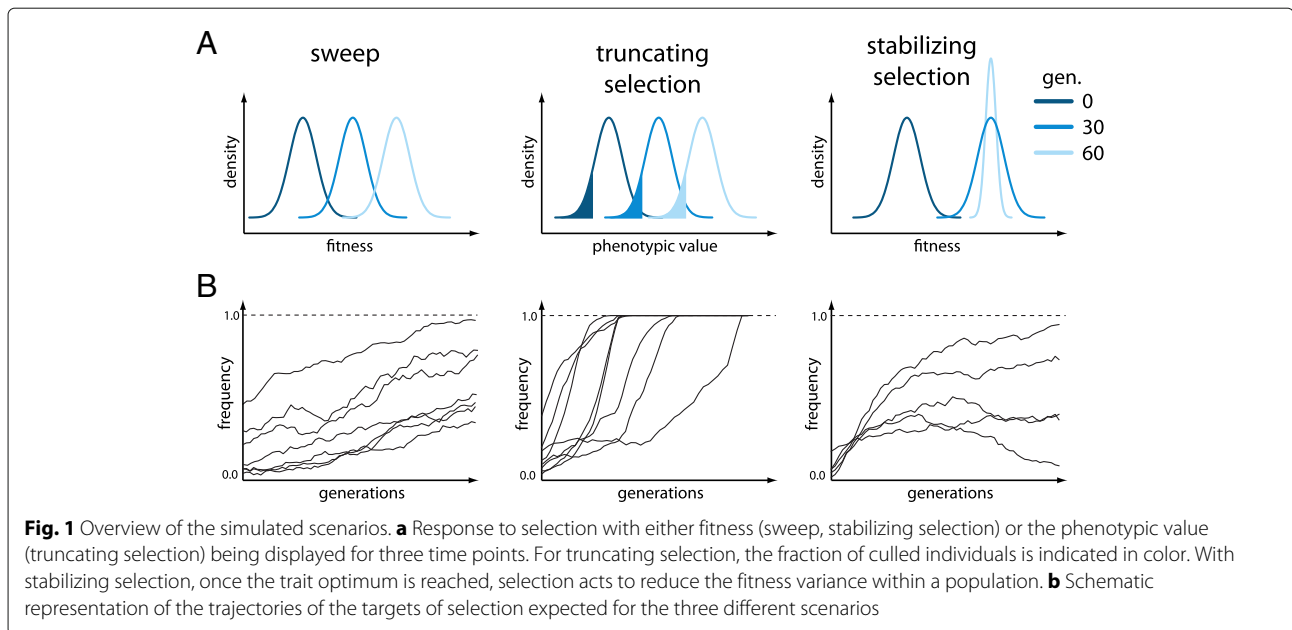 A
sweep
truncating
selection
stabilizing
selection
gen.
0
30
60
density
fitness
density
phenotypic value
density
fitness
B
1.0
frequency
0.0
generations
1.0
frequency
0.0
generations
1.0
frequency
0.0
generations
Fig. 1 Overview of the simulated scenarios. a Response to selection with either fitness (sweep, stabilizing selection) or the phenotypic value
(truncating selection) being displayed for three time points. For truncating selection, the fraction of culled individuals is indicated in color. With
stabilizing selection, once the trait optimum is reached, selection acts to reduce the fitness variance within a population. b Schematic
representation of the trajectories of the targets of selection expected for the three different scenarios